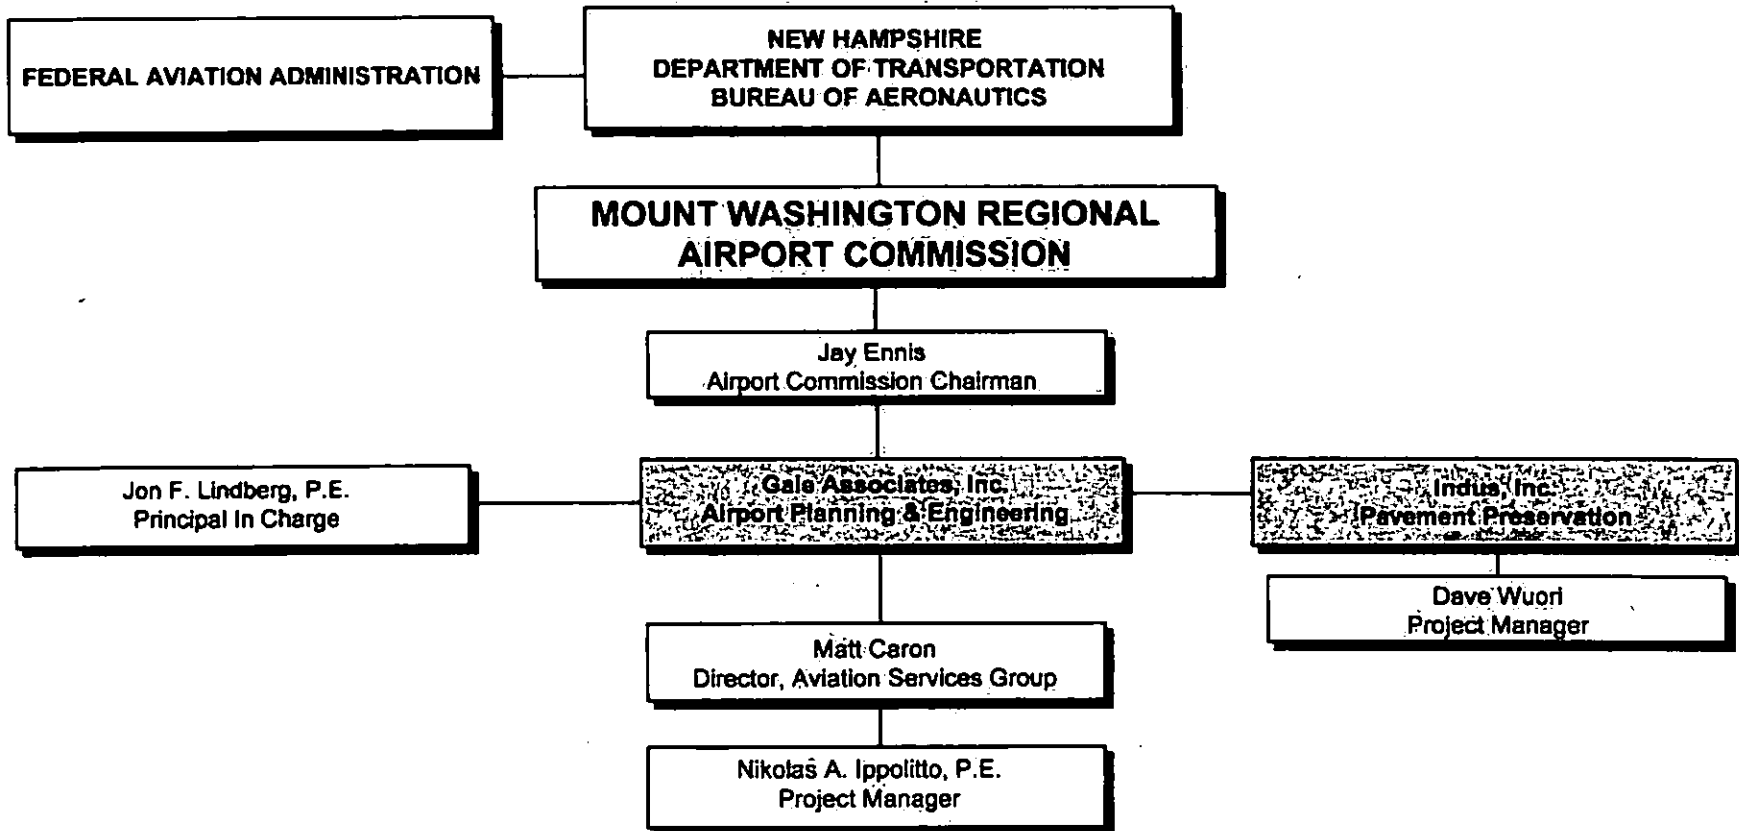 FEDERAL AVIATION ADMINISTRATION
NEW HAMPSHIRE
DEPARTMENT OF TRANSPORTATION
BUREAU OF AERONAUTICS
MOUNT WASHINGTON REGIONAL
AIRPORT COMMISSION
Jay Ennis
Airport Commission Chairman
Jon F. Lindberg, P.E.
Principal In Charge
Gale Associates, Inc.
Airport Planning & Engineering
Indus, Inc.
Pavement Preservation
Dave Wuori
Project Manager
Matt Caron
Director, Aviation Services Group
Nikolas A. Ippolitto, P.E.
Project Manager